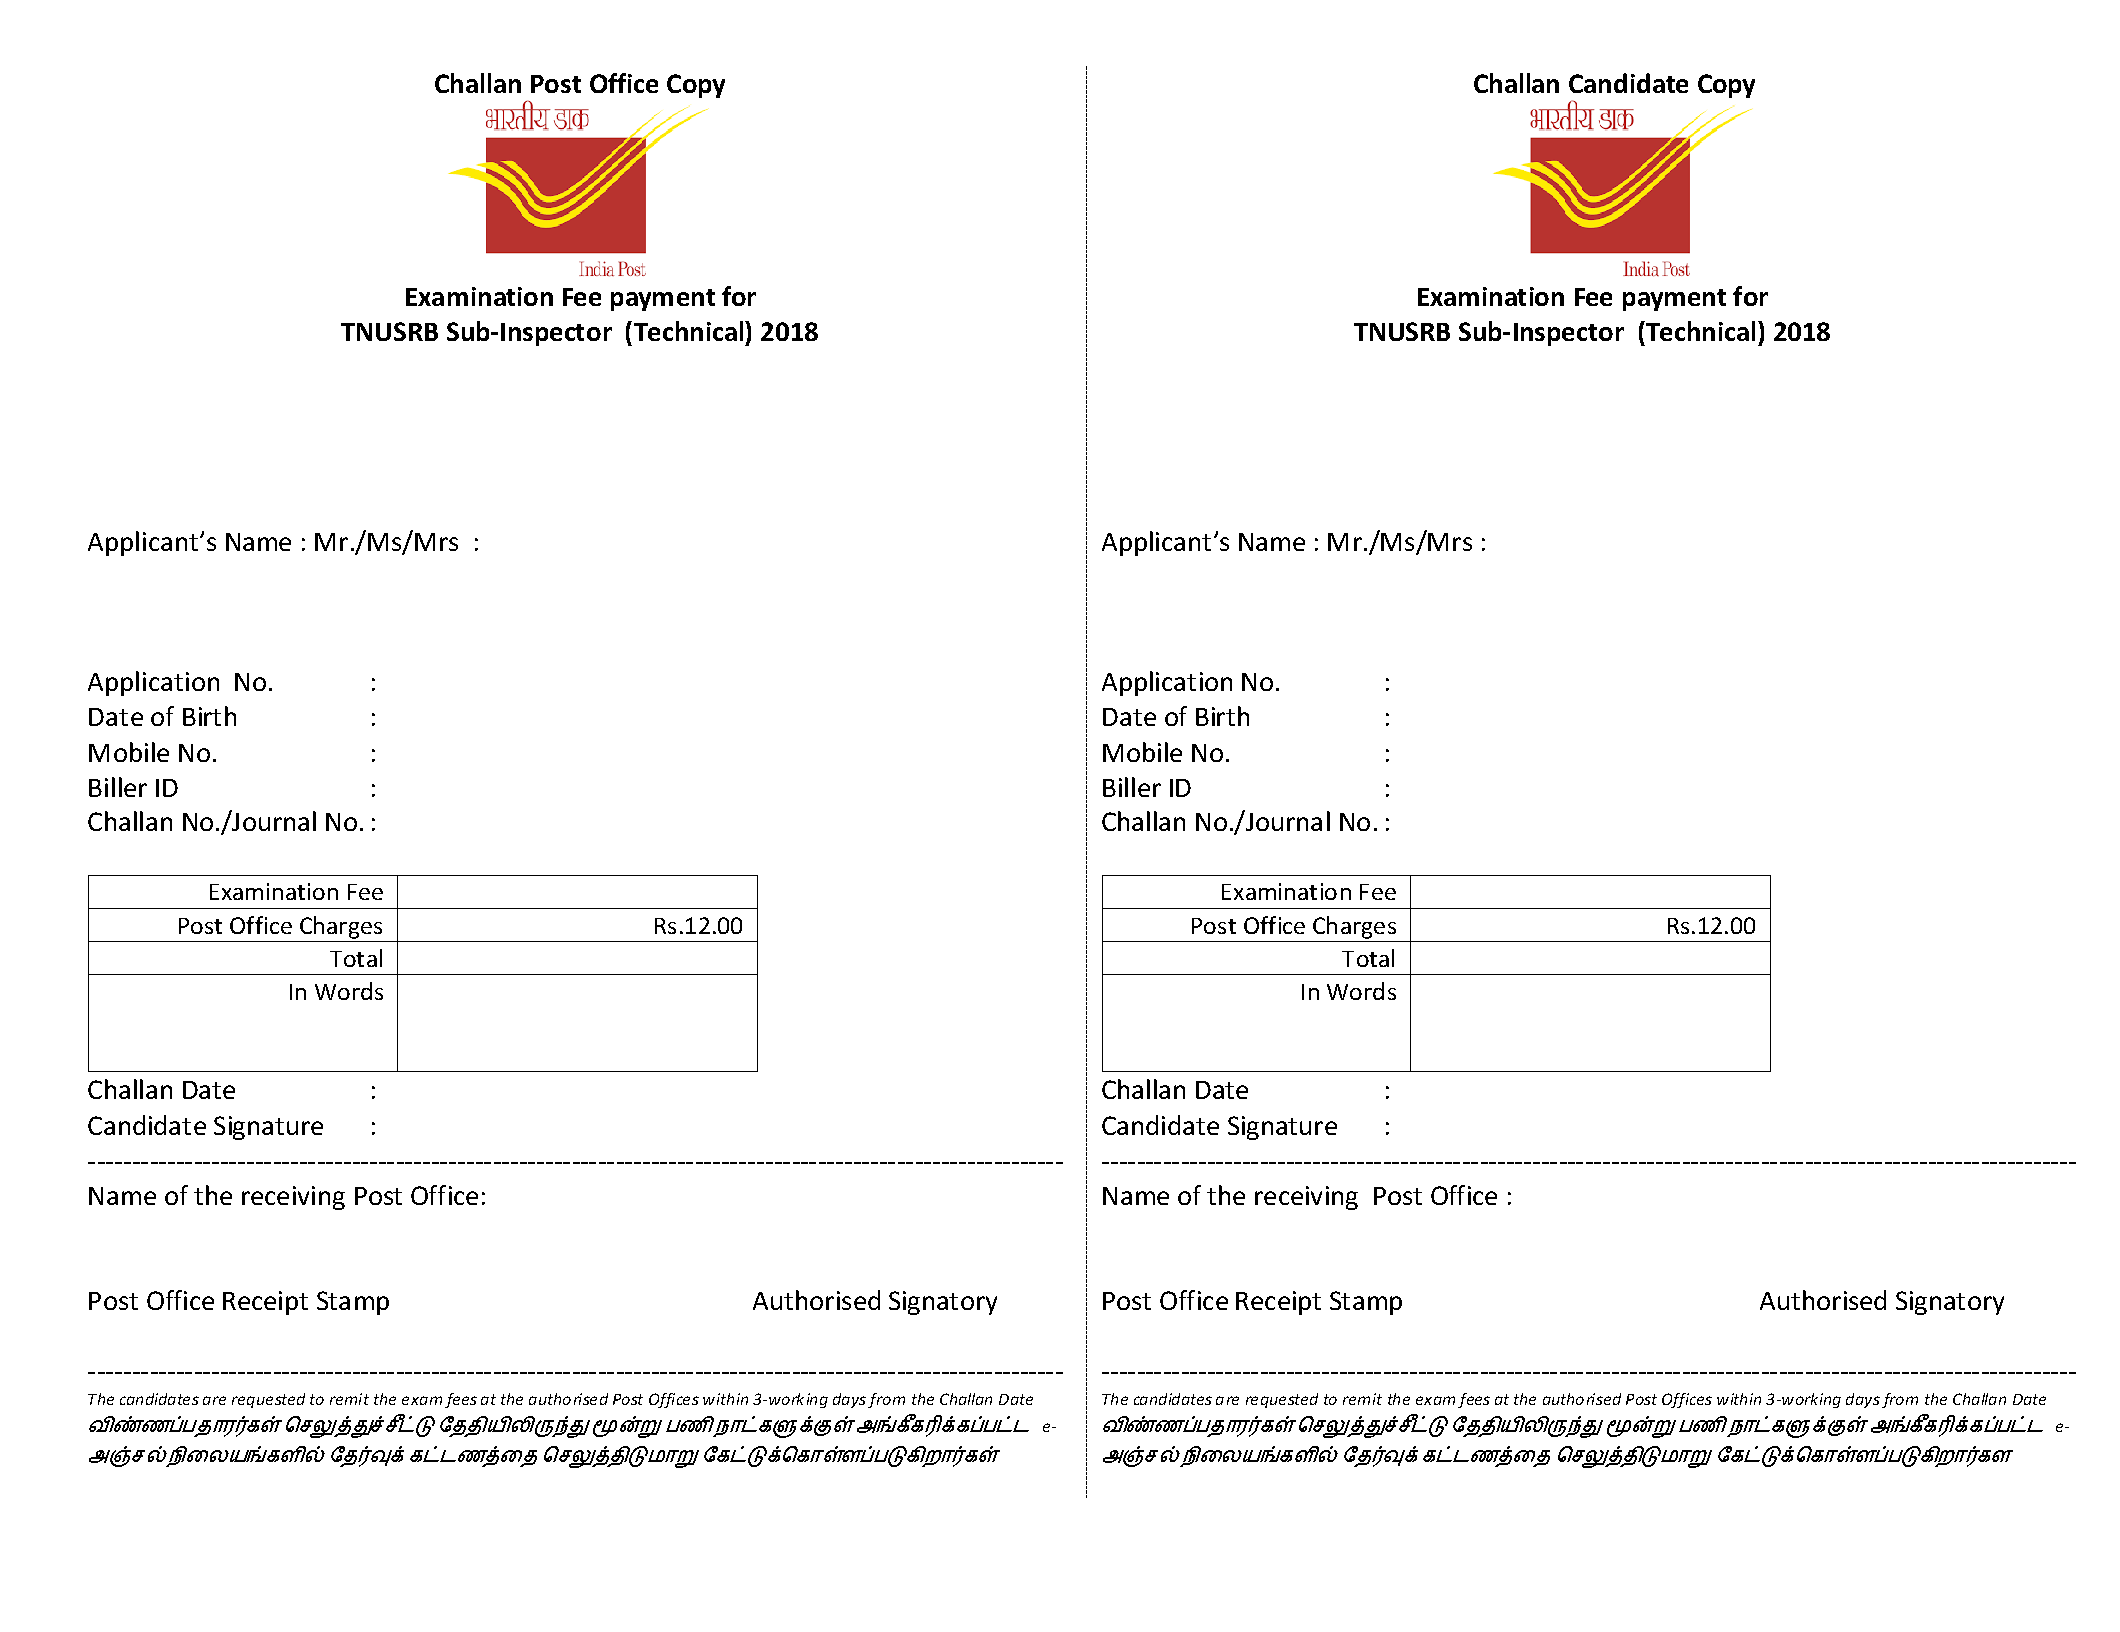 Challan Post Office Copy
भारतीय डाक
India Post
Examination Fee payment for
TNUSRB Sub-Inspector (Technical) 2018
Applicant’s Name : Mr./Ms/Mrs :
Application No. :
Date of Birth :
Mobile No. :
Biller ID :
Challan No./Journal No. :
Examination Fee
Post Office Charges Rs.12.00
Total
In Words
Challan Date :
Candidate Signature :
Name of the receiving Post Office:
Post Office Receipt Stamp Authorised Signatory
The candidates are requested to remit the exam fees at the authorised Post Offices within 3-working days from the Challan Date
விண்ணப்பதாரர்கள் செலுத்துச்சீட்டு தேதியிலிருந்து மூன்று பணி நாட்களுக்குள் அங்கீகரிக்கப்பட்ட e-
அஞ்சல் நிலையங்களில் தேர்வுக் கட்டணத்தை செலுத்திடுமாறு கேட்டுக்கொள்ளப்படுகிறார்கள்
Challan Candidate Copy
भारतीय डाक
India Post
Examination Fee payment for
TNUSRB Sub-Inspector (Technical) 2018
Applicant’s Name : Mr./Ms/Mrs :
Application No. :
Date of Birth :
Mobile No. :
Biller ID :
Challan No./Journal No. :
Examination Fee
Post Office Charges Rs.12.00
Total
In Words
Challan Date :
Candidate Signature :
Name of the receiving Post Office :
Post Office Receipt Stamp Authorised Signatory
The candidates are requested to remit the exam fees at the authorised Post Offices within 3-working days from the Challan Date
விண்ணப்பதாரர்கள் செலுத்துச்சீட்டு தேதியிலிருந்து மூன்று பணி நாட்களுக்குள் அங்கீகரிக்கப்பட்ட e-
அஞ்சல் நிலையங்களில் தேர்வுக் கட்டணத்தை செலுத்திடுமாறு கேட்டுக்கொள்ளப்படுகிறார்கள